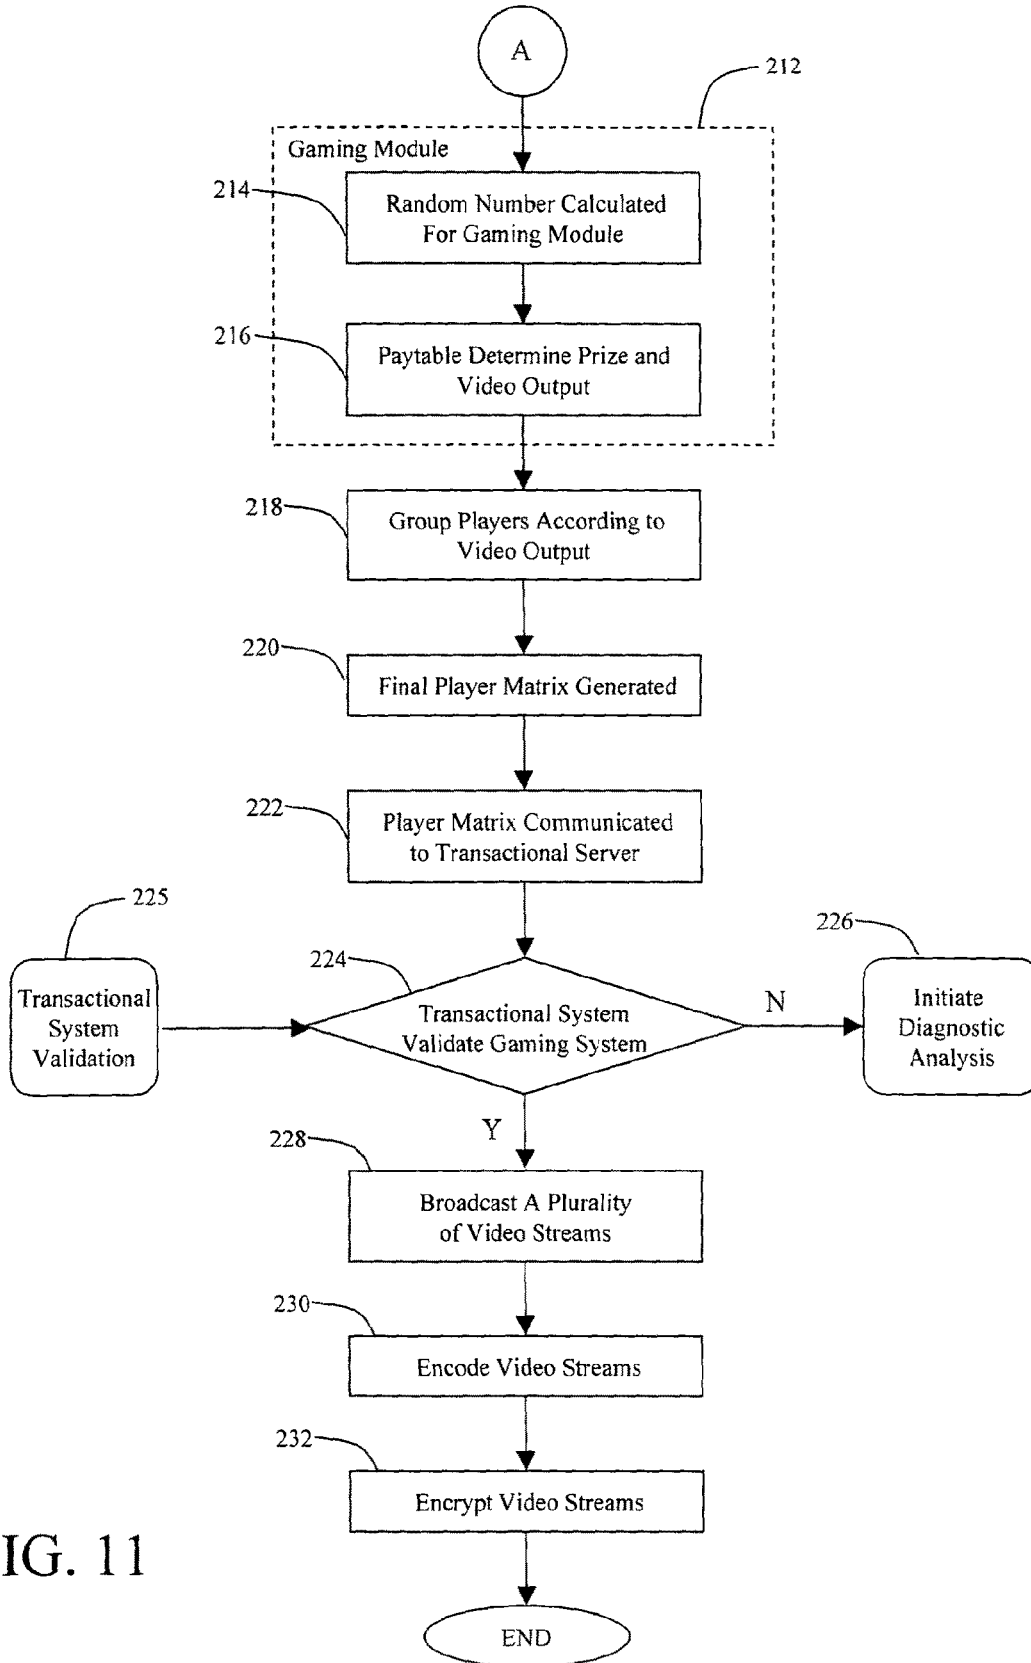 A
212
Gaming Module
214
Random Number Calculated
For Gaming Module
216
Paytable Determine Prize and
Video Output
218
Group Players According to
Video Output
220
Final Player Matrix Generated
222
Player Matrix Communicated
to Transactional Server
225
Transactional
System
Validation
224
Transactional System
Validate Gaming System
N
226
Initiate
Diagnostic
Analysis
Y
228
Broadcast A Plurality
of Video Streams
230
Encode Video Streams
232
Encrypt Video Streams
IG. 11
END